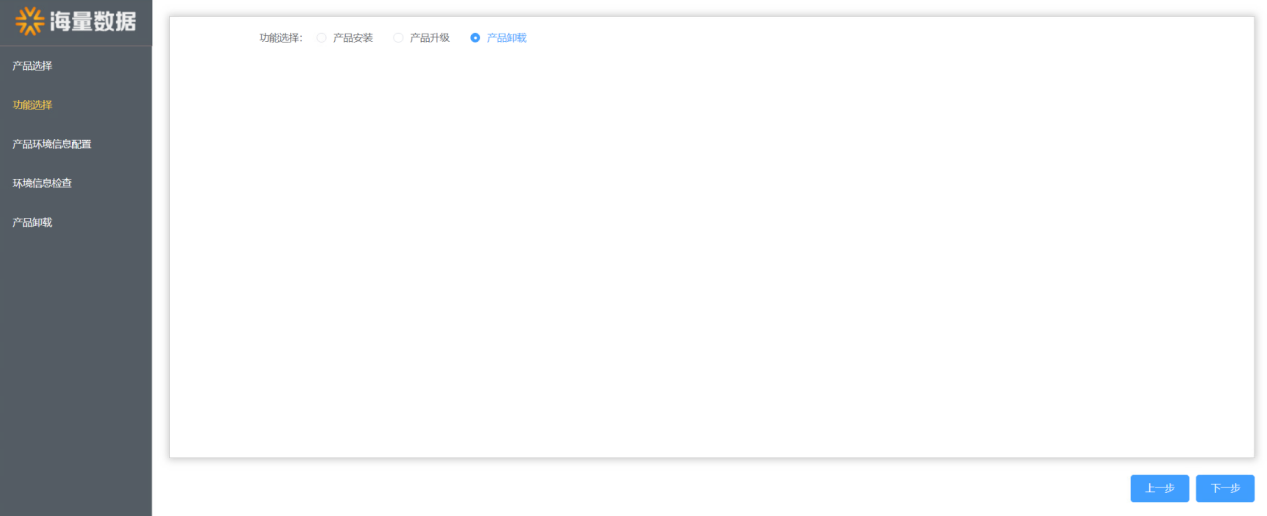 海量数据
产品选择
功能选择
产品环境信息配置
环境信息检查
产品卸载
功能选择: 产品安装 产品升级 产品卸载
上一步 下一步